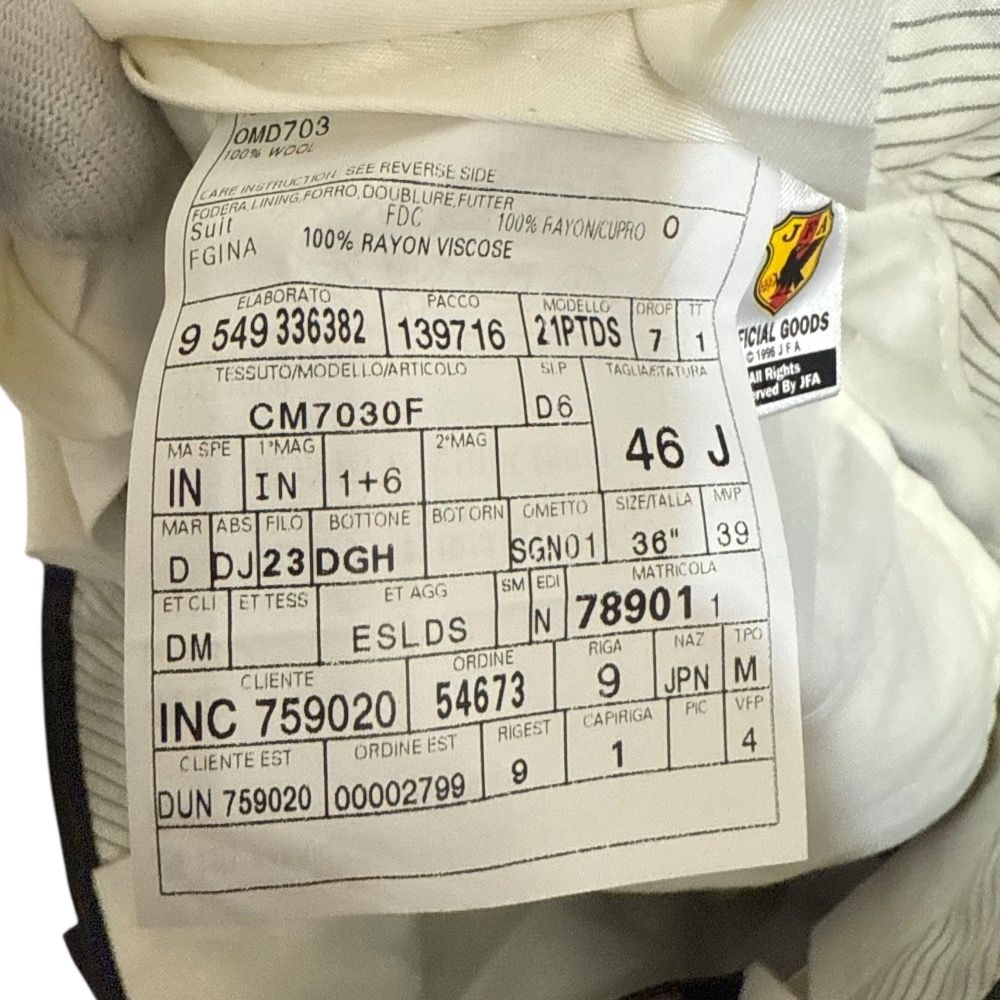 OMD703
100% WOOL
CARE INSTRUCTION SEE REVERSE SIDE
FODERA,LINING,FORRO,DOUBLURE,FUTTER
Suit FDC 100% RAYON/CUPRO O
FGINA 100% RAYON VISCOSE
ELABORATO PACCO MODELLO DROP TT
9 549 336382 139716 21PTDS 7 1
TESSUTO/MODELLO/ARTICOLO SLP TAGLIA/STATURA
CM7030F D6 46 J
MA SPE 1°MAG 2°MAG
IN IN 1+6
MAR ABS FILO BOTTONE BOT ORN GMETTO SIZE/TALLA MVP
D DJ 23 DGH SGN01 36" 39
ET CLI ET TESS ET AGG SM EDI MATRICOLA
DM ESLDS N 78901 1
CLIENTE ORDINE RIGA NAZ TPO
INC 759020 54673 9 JPN M
CLIENTE EST ORDINE EST RIGEST CAPIRIGA PIC VFP
DUN 759020 00002799 9 1 4
JFA
FICIAL GOODS
© 1996 JFA
All Rights
rved By JFA